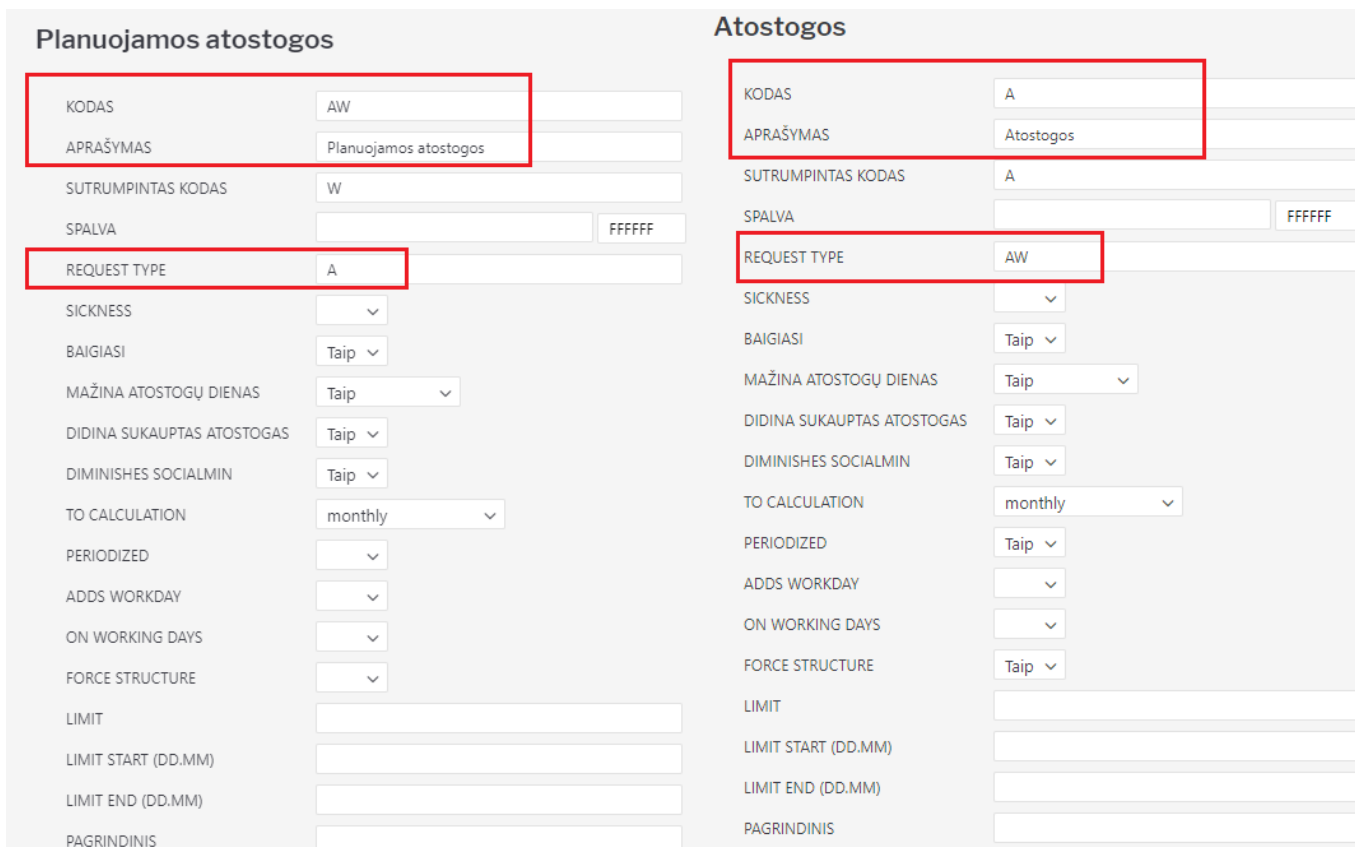 Planuojamos atostogos
KODAS AW
APRAŠYMAS Planuojamos atostogos
SUTRUMPINTAS KODAS W
SPALVA FFFFFF
REQUEST TYPE A
SICKNESS
BAIGIASI Taip
MAŽINA ATOSTOGŲ DIENAS Taip
DIDINA SUKAUPTAS ATOSTOGAS Taip
DIMINISHES SOCIALMIN Taip
TO CALCULATION monthly
PERIODIZED
ADDS WORKDAY
ON WORKING DAYS
FORCE STRUCTURE
LIMIT
LIMIT START (DD.MM)
LIMIT END (DD.MM)
PAGRINDINIS
Atostogos
KODAS A
APRAŠYMAS Atostogos
SUTRUMPINTAS KODAS A
SPALVA FFFFFF
REQUEST TYPE AW
SICKNESS
BAIGIASI Taip
MAŽINA ATOSTOGŲ DIENAS Taip
DIDINA SUKAUPTAS ATOSTOGAS Taip
DIMINISHES SOCIALMIN Taip
TO CALCULATION monthly
PERIODIZED Taip
ADDS WORKDAY
ON WORKING DAYS
FORCE STRUCTURE Taip
LIMIT
LIMIT START (DD.MM)
LIMIT END (DD.MM)
PAGRINDINIS